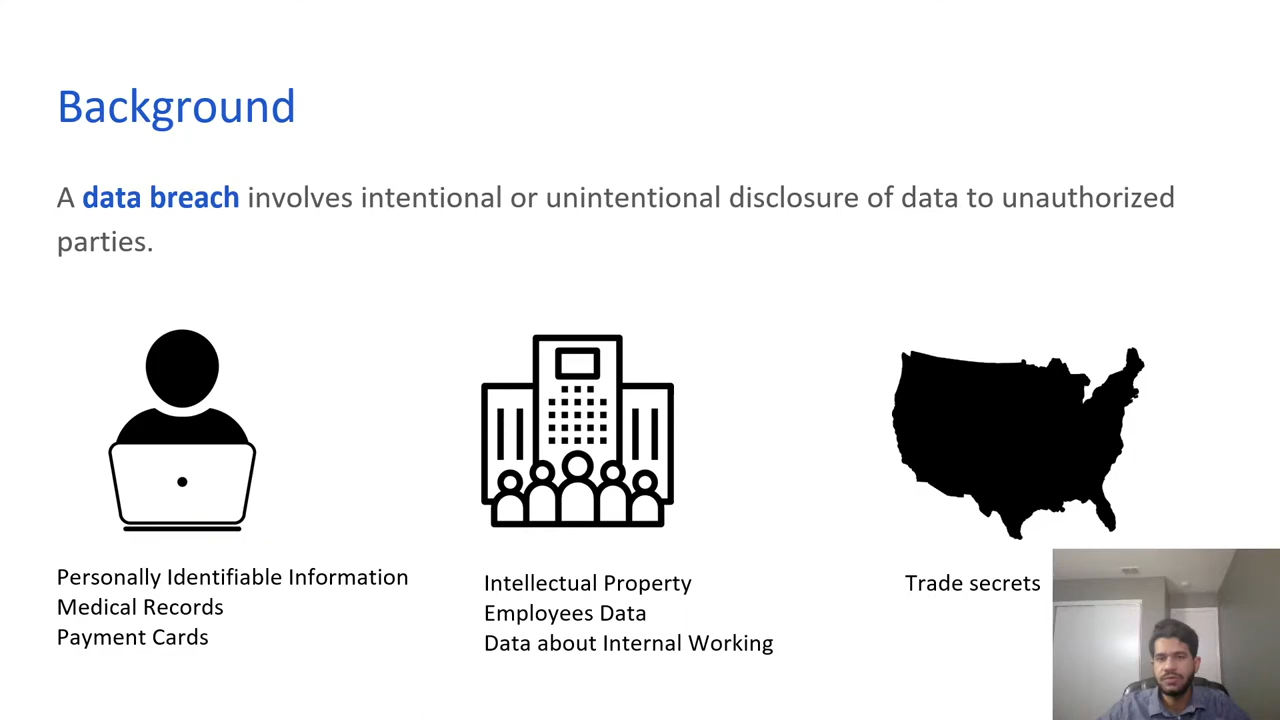 Background
A data breach involves intentional or unintentional disclosure of data to unauthorized
parties.
Personally Identifiable Information
Medical Records
Payment Cards
Intellectual Property
Employees Data
Data about Internal Working
Trade secrets